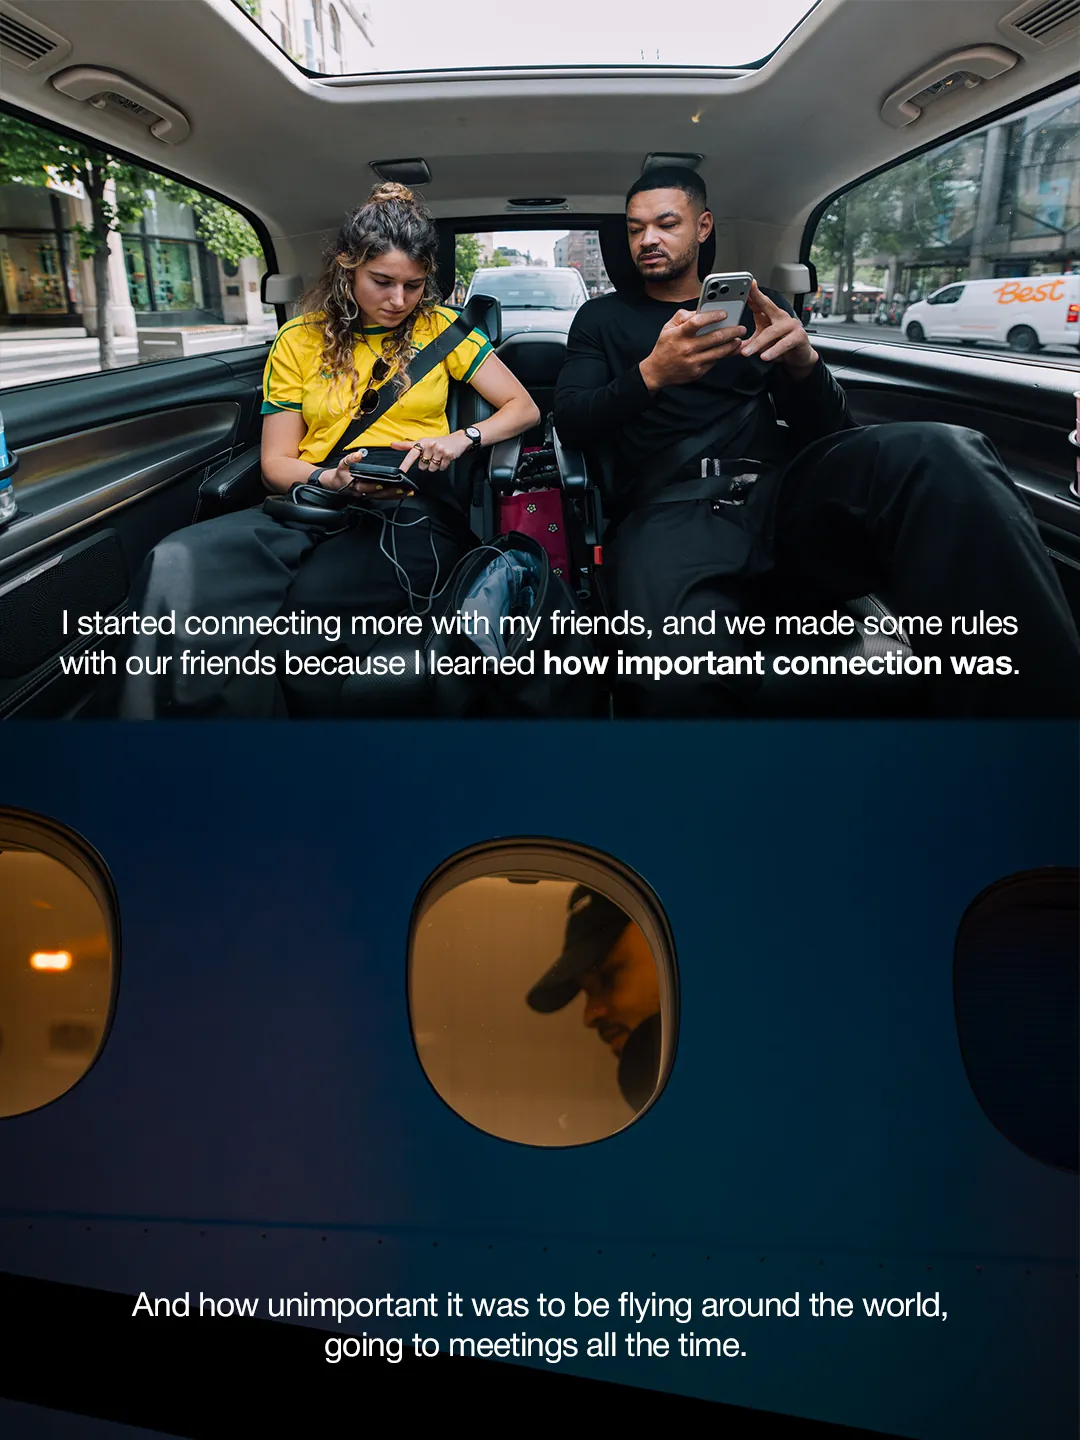 Best
I started connecting more with my friends, and we made some rules
with our friends because I learned how important connection was.
And how unimportant it was to be flying around the world,
going to meetings all the time.